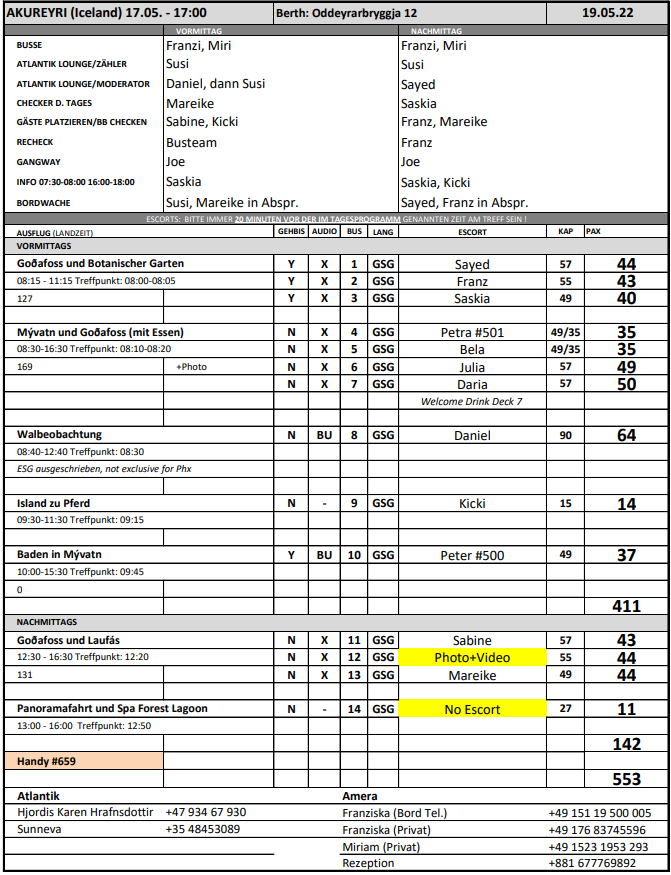 AKUREYRI (Iceland) 17.05. - 17:00 Berth: Oddeyrarbryggja 12 19.05.22
VORMITTAG NACHMITTAG
BUSSE Franzi, Miri Franzi, Miri
ATLANTIK LOUNGE/ZÄHLER Susi Susi
ATLANTIK LOUNGE/MODERATOR Daniel, dann Susi Sayed
CHECKER D. TAGES Mareike Saskia
GÄSTE PLATZIEREN/BB CHECKEN Sabine, Kicki Franz, Mareike
RECHECK Busteam Franz
GANGWAY Joe Joe
INFO 07:30-08:00 16:00-18:00 Saskia Saskia, Kicki
BORDWACHE Susi, Mareike in Abspr. Sayed, Franz in Abspr.
ESCORTS: BITTE IMMER 20 MINUTEN VOR DER IM TAGESPROGRAMM GENANNTEN ZEIT AM TREFF SEIN !
AUSFLUG (LANDZEIT) GEHBIS AUDIO BUS LANG ESCORT KAP PAX
VORMITTAGS
Goðafoss und Botanischer Garten Y X 1 GSG Sayed 57 44
08:15 - 11:15 Treffpunkt: 08:00-08:05 Y X 2 GSG Franz 55 43
127 Y X 3 GSG Saskia 49 40
Mývatn und Goðafoss (mit Essen) N X 4 GSG Petra #501 49/35 35
08:30-16:30 Treffpunkt: 08:10-08:20 N X 5 GSG Bela 49/35 35
169 +Photo N X 6 GSG Julia 57 49
N X 7 GSG Daria 57 50
Welcome Drink Deck 7
Walbeobachtung N BU 8 GSG Daniel 90 64
08:40-12:40 Treffpunkt: 08:30
ESG ausgeschrieben, not exclusive for Phx
Island zu Pferd N - 9 GSG Kicki 15 14
09:30-11:30 Treffpunkt: 09:15
Baden in Mývatn Y BU 10 GSG Peter #500 49 37
10:00-15:30 Treffpunkt: 09:45
0
411
NACHMITTAGS
Goðafoss und Laufás N X 11 GSG Sabine 57 43
12:30 - 16:30 Treffpunkt: 12:20 N X 12 GSG Photo+Video 55 44
131 N X 13 GSG Mareike 49 44
Panoramafahrt und Spa Forest Lagoon N - 14 GSG No Escort 27 11
13:00 - 16:00 Treffpunkt: 12:50
142
Handy #659
553
Atlantik Amera
Hjordis Karen Hrafnsdottir +47 934 67 930 Franziska (Bord Tel.) +49 151 19 500 005
Sunneva +35 48453089 Franziska (Privat) +49 176 83745596
Miriam (Privat) +49 1523 1953 293
Rezeption +881 677769892